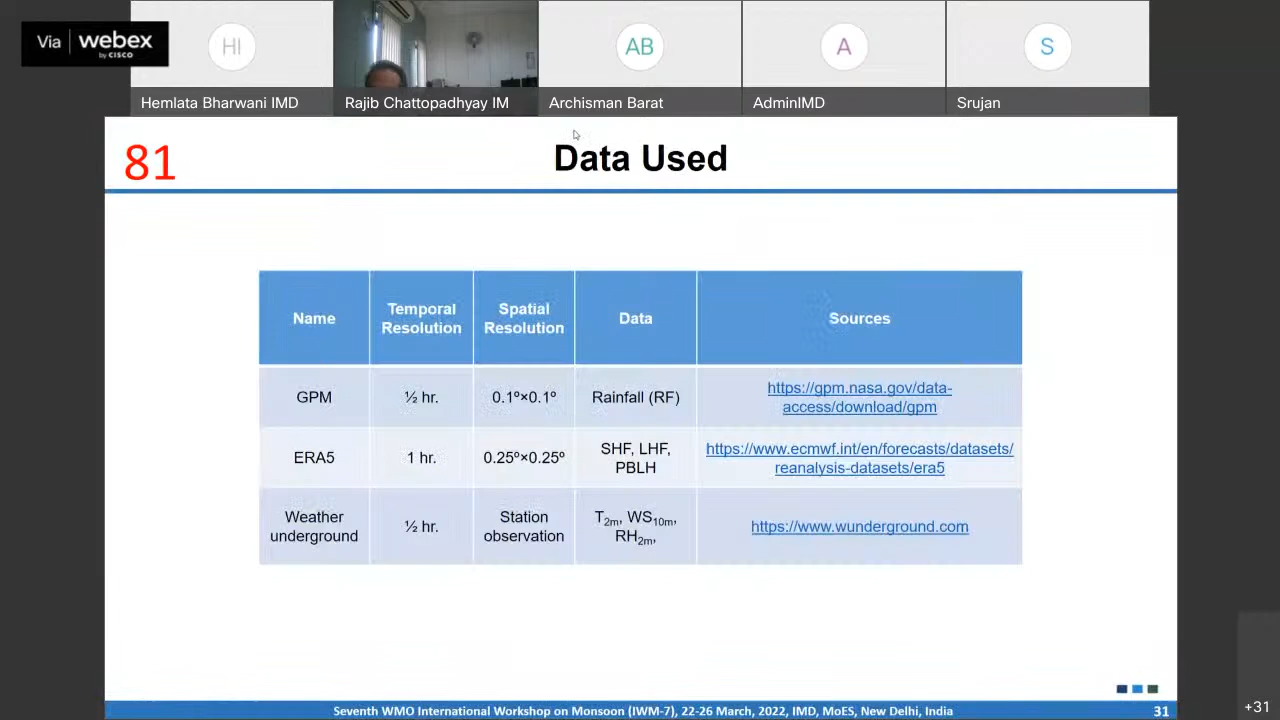 Via webex
by CISCO
HI
AB
A
S
Hemlata Bharwani IMD
Rajib Chattopadhyay IM
Archisman Barat
AdminIMD
Srujan
81
Data Used
Name
Temporal
Resolution
Spatial
Resolution
Data
Sources
GPM
½ hr.
0.1º×0.1º
Rainfall (RF)
https://gpm.nasa.gov/data-
access/download/gpm
ERA5
1 hr.
0.25º×0.25º
SHF, LHF,
PBLH
https://www.ecmwf.int/en/forecasts/datasets/
reanalysis-datasets/era5
Weather
underground
½ hr.
Station
observation
T2m, WS10m,
RH2m,
https://www.wunderground.com
Seventh WMO International Workshop on Monsoon (IWM-7), 22-26 March, 2022, IMD, MoES, New Delhi, India
31
+31